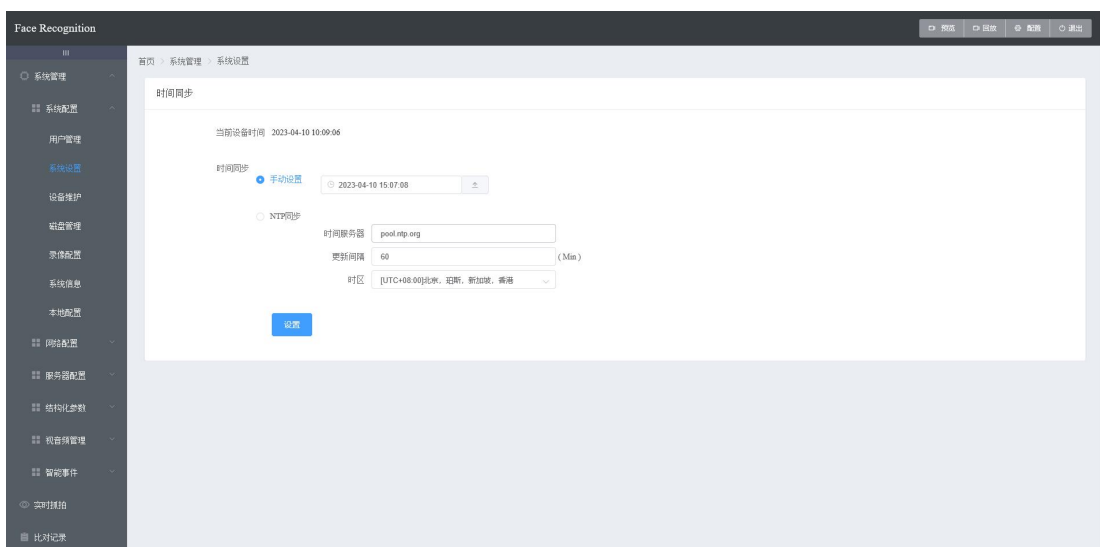 Face Recognition
预览 回放 配置 退出
首页 > 系统管理 > 系统设置
系统管理
系统配置
用户管理
系统设置
设备维护
磁盘管理
录像配置
系统信息
本地配置
网络配置
服务器配置
结构化参数
视音频管理
智能事件
实时抓拍
比对记录
时间同步
当前设备时间 2023-04-10 10:09:06
时间同步
手动设置 2023-04-10 15:07:08
NTP同步
时间服务器 pool.ntp.org
更新间隔 60 ( Min )
时区 [UTC+08:00]北京，珀斯，新加坡，香港
设置